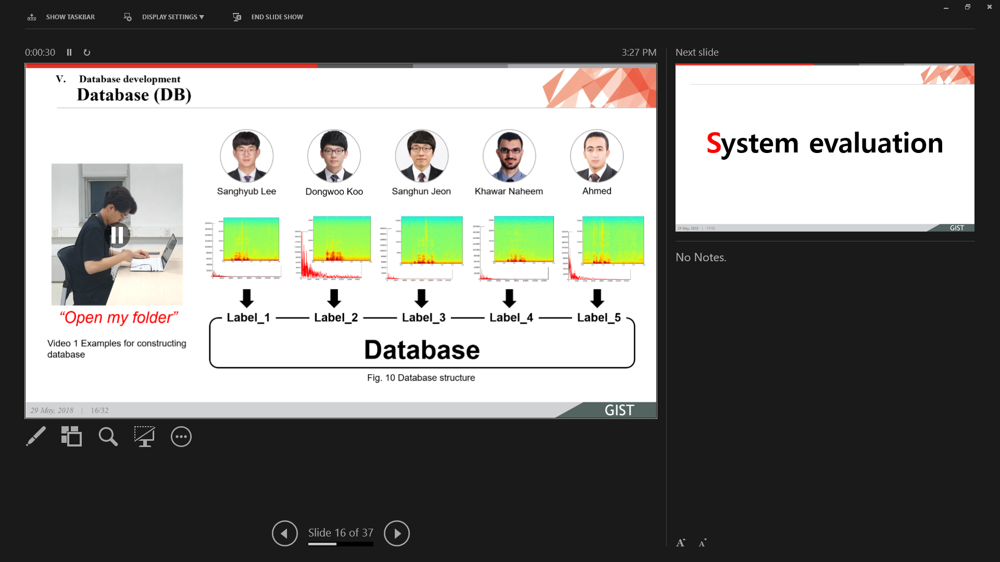 SHOW TASKBAR
DISPLAY SETTINGS ▼
END SLIDE SHOW
0:00:30
3:27 PM
V. Database development
Database (DB)
Sanghyub Lee
Dongwoo Koo
Sanghun Jeon
Khawar Naheem
Ahmed
“Open my folder”
Video 1 Examples for constructing
database
Label_1
Label_2
Label_3
Label_4
Label_5
Database
Fig. 10 Database structure
29 May, 2018 | 16/32
GIST
Slide 16 of 37
Next slide
System evaluation
29 May, 2018 | 17/32
GIST
No Notes.
A
A